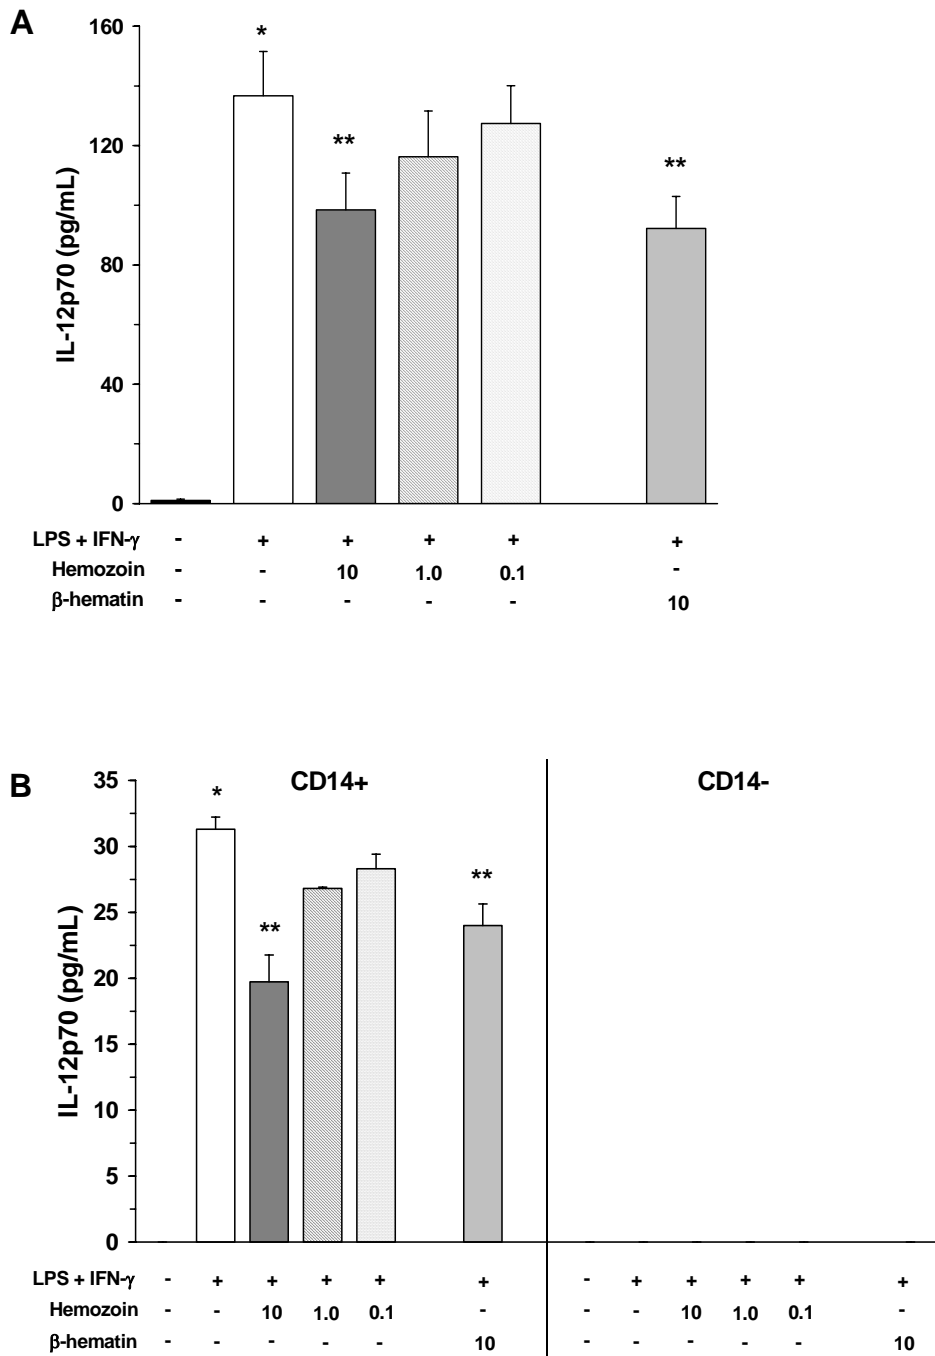 A
160
120
80
40
0
IL-12p70 (pg/mL)
*
**
**
LPS + IFN-γ - + + + + +
Hemozoin - - 10 1.0 0.1 -
β-hematin - - - - - 10
B
CD14+ CD14-
35
30
25
20
15
10
5
0
IL-12p70 (pg/mL)
*
**
**
LPS + IFN-γ - + + + + + - + + + + +
Hemozoin - - 10 1.0 0.1 - - - 10 1.0 0.1 -
β-hematin - - - - - 10 - - - - - 10